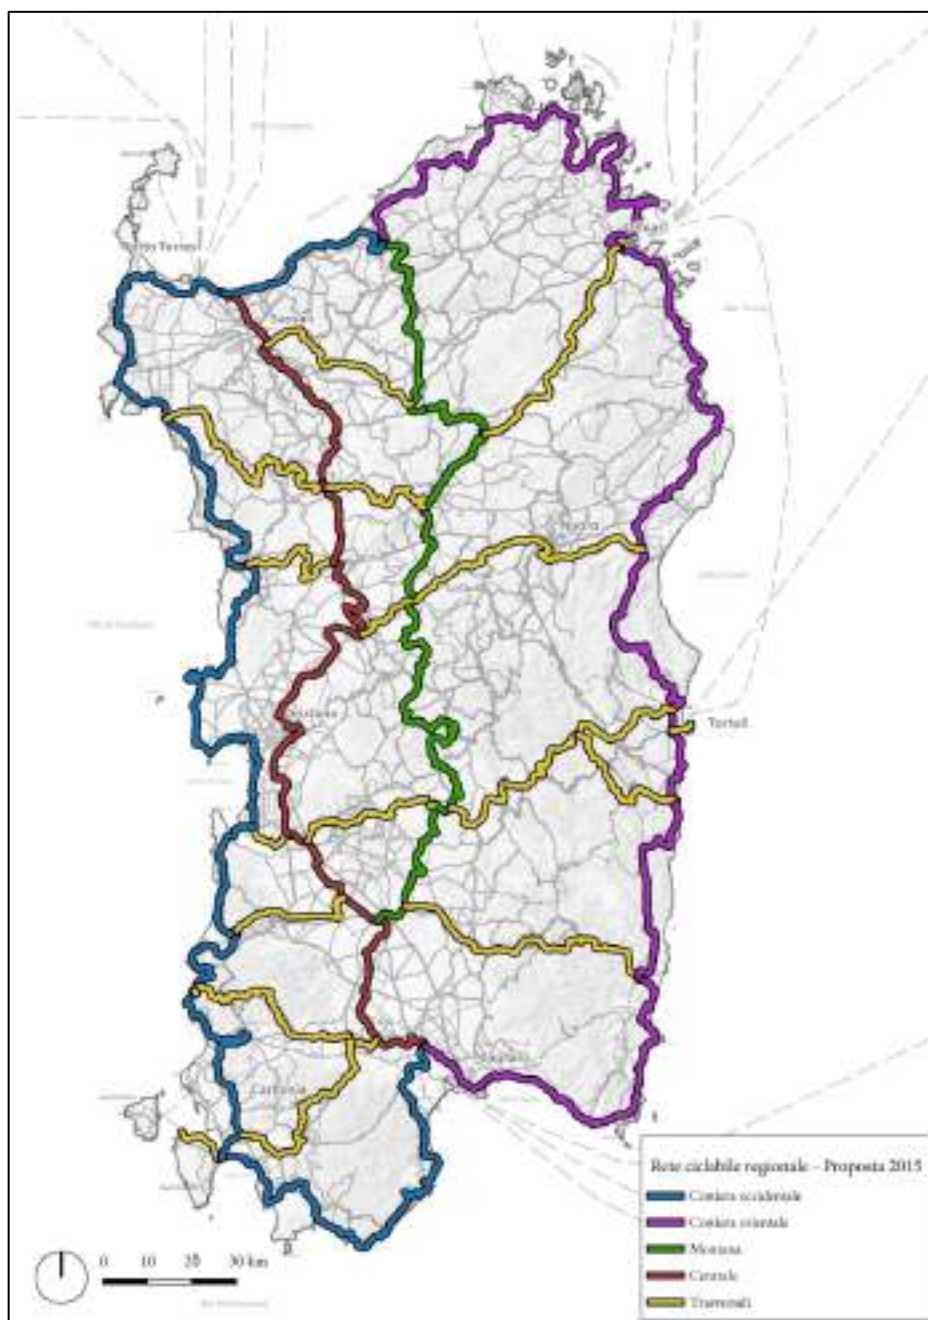 Porto Torres
Sassari
Nuoro
Oristano
Tortolì
Cagliari
Carbonia
Rete ciclabile regionale – Proposta 2015
Costiera occidentale
Costiera orientale
Montana
Centrale
Trasversali
0 10 20 30 km